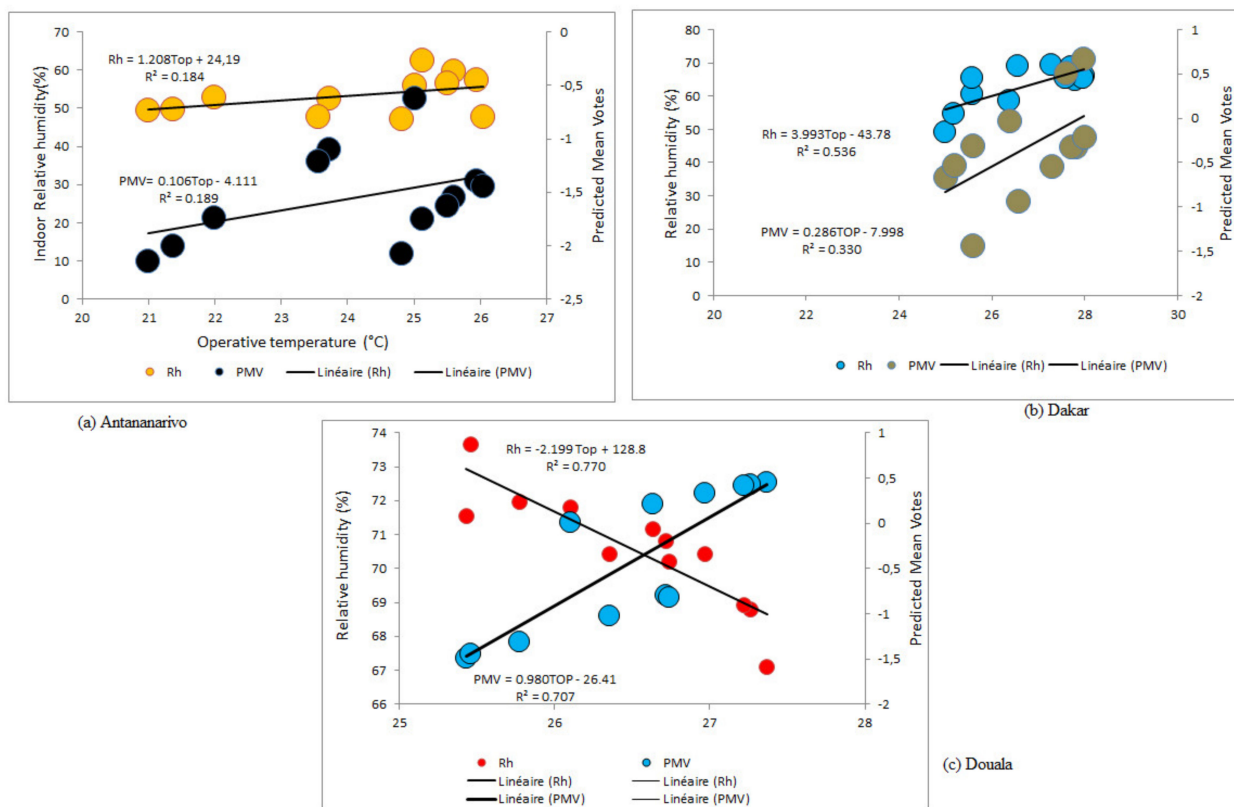 70
60
50
40
30
20
10
0
Indoor Relative humidity(%)
Rh = 1.208Top + 24,19
R² = 0.184
PMV= 0.106Top - 4.111
R² = 0.189
0
-0,5
-1
-1,5
-2
-2,5
Predicted Mean Votes
20 21 22 23 24 25 26 27
Operative temperature (°C)
Rh PMV Linéaire (Rh) Linéaire (PMV)
(a) Antananarivo
80
70
60
50
40
30
20
10
0
Relative humidity (%)
Rh = 3.993Top - 43.78
R² = 0.536
PMV = 0.286TOP - 7.998
R² = 0.330
1
0,5
0
-0,5
-1
-1,5
-2
Predicted Mean Votes
20 22 24 26 28 30
Rh PMV Linéaire (Rh) Linéaire (PMV)
(b) Dakar
74
73
72
71
70
69
68
67
66
Relative humidity (%)
Rh = -2.199Top + 128.8
R² = 0.770
PMV = 0.980TOP - 26.41
R² = 0.707
1
0,5
0
-0,5
-1
-1,5
-2
Predicted Mean Votes
25 26 27 28
Rh PMV
Linéaire (Rh) Linéaire (Rh)
Linéaire (PMV) Linéaire (PMV)
(c) Douala